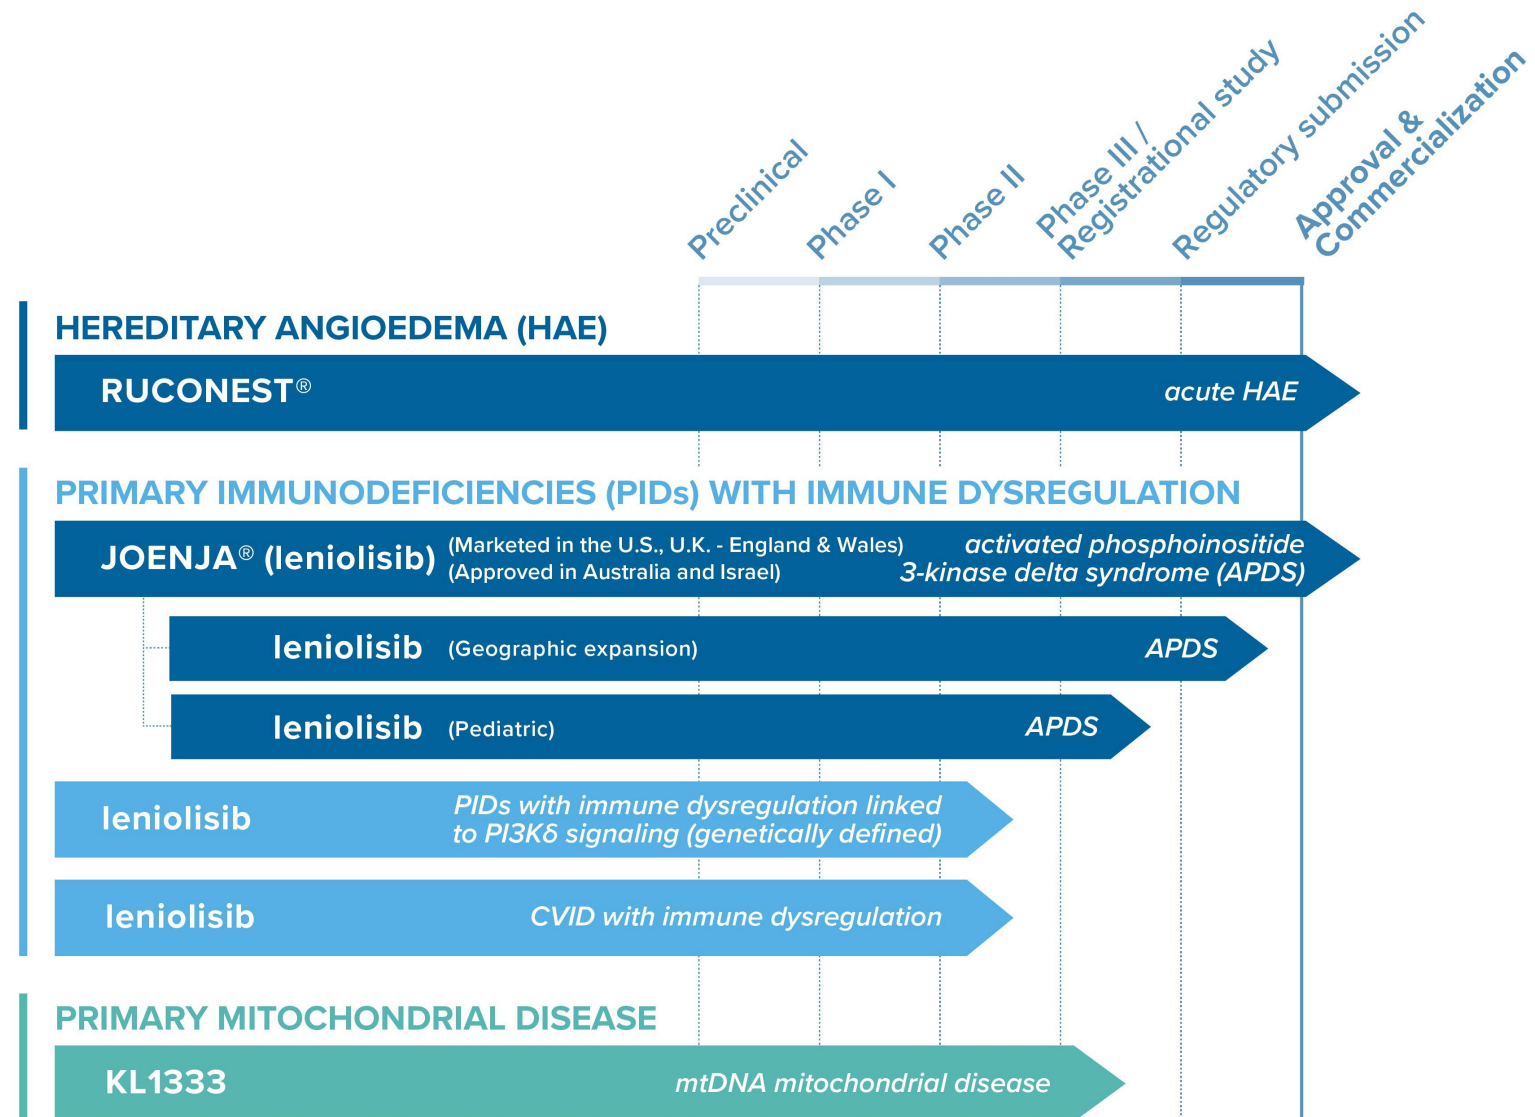 Preclinical
Phase I
Phase II
Phase III /
Registrational study
Regulatory submission
Approval &
Commercialization
HEREDITARY ANGIOEDEMA (HAE)
RUCONEST® acute HAE
PRIMARY IMMUNODEFICIENCIES (PIDs) WITH IMMUNE DYSREGULATION
JOENJA® (leniolisib)
(Marketed in the U.S., U.K. - England & Wales)
(Approved in Australia and Israel)
activated phosphoinositide
3-kinase delta syndrome (APDS)
leniolisib (Geographic expansion) APDS
leniolisib (Pediatric) APDS
leniolisib
PIDs with immune dysregulation linked
to PI3Kδ signaling (genetically defined)
leniolisib CVID with immune dysregulation
PRIMARY MITOCHONDRIAL DISEASE
KL1333 mtDNA mitochondrial disease